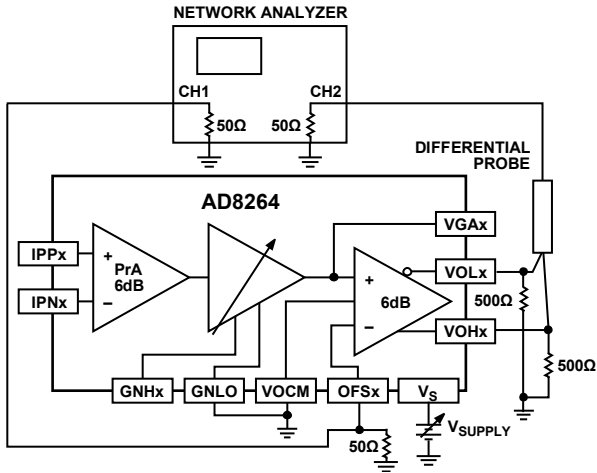 NETWORK ANALYZER
CH1
CH2
50Ω
50Ω
DIFFERENTIAL
PROBE
AD8264
VGAx
IPPx
+
PrA
6dB
IPNx
–
+
6dB
–
VOLx
500Ω
VOHx
500Ω
GNHx
GNLO
VOCM
OFSx
VS
50Ω
VSUPPLY